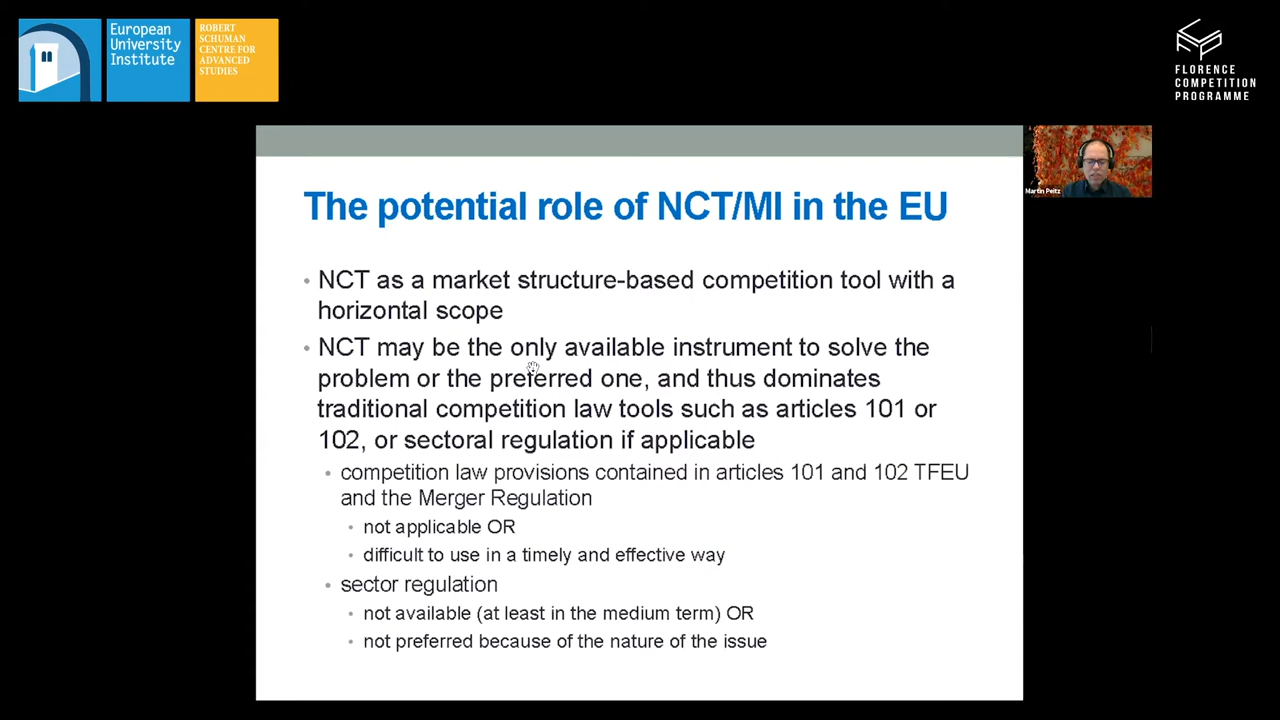 European
University
Institute
ROBERT
SCHUMAN
CENTRE FOR
ADVANCED
STUDIES
FLORENCE
COMPETITION
PROGRAMME
Martin Peitz
The potential role of NCT/MI in the EU
• NCT as a market structure-based competition tool with a
horizontal scope
• NCT may be the only available instrument to solve the
problem or the preferred one, and thus dominates
traditional competition law tools such as articles 101 or
102, or sectoral regulation if applicable
• competition law provisions contained in articles 101 and 102 TFEU
and the Merger Regulation
• not applicable OR
• difficult to use in a timely and effective way
• sector regulation
• not available (at least in the medium term) OR
• not preferred because of the nature of the issue